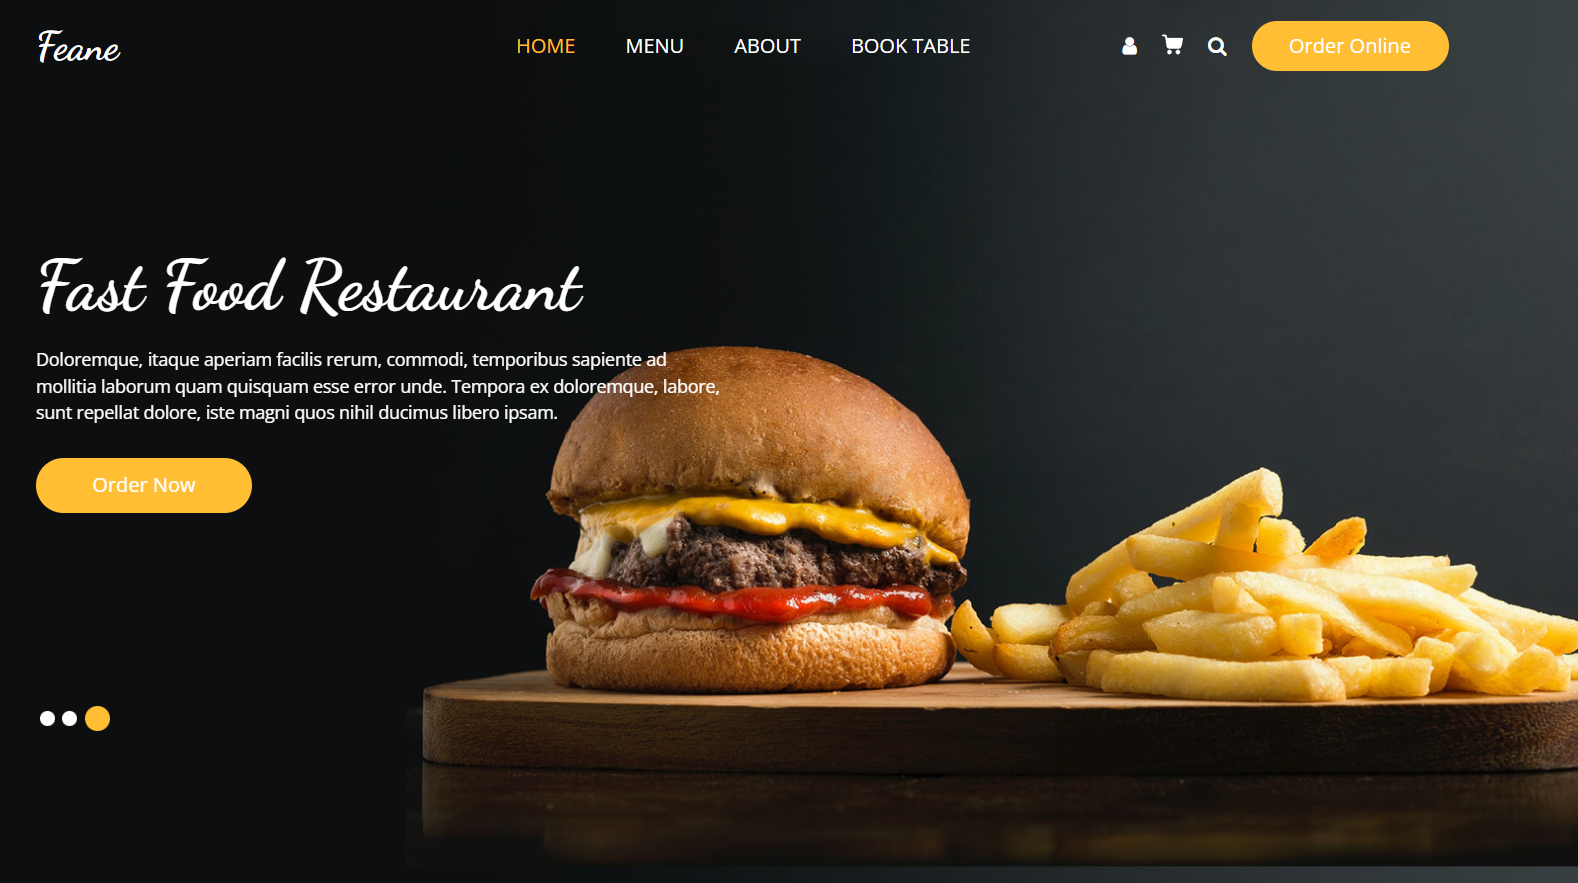 Feane
HOME MENU ABOUT BOOK TABLE Order Online
Fast Food Restaurant
Doloremque, itaque aperiam facilis rerum, commodi, temporibus sapiente ad
mollitia laborum quam quisquam esse error unde. Tempora ex doloremque, labore,
sunt repellat dolore, iste magni quos nihil ducimus libero ipsam.
Order Now